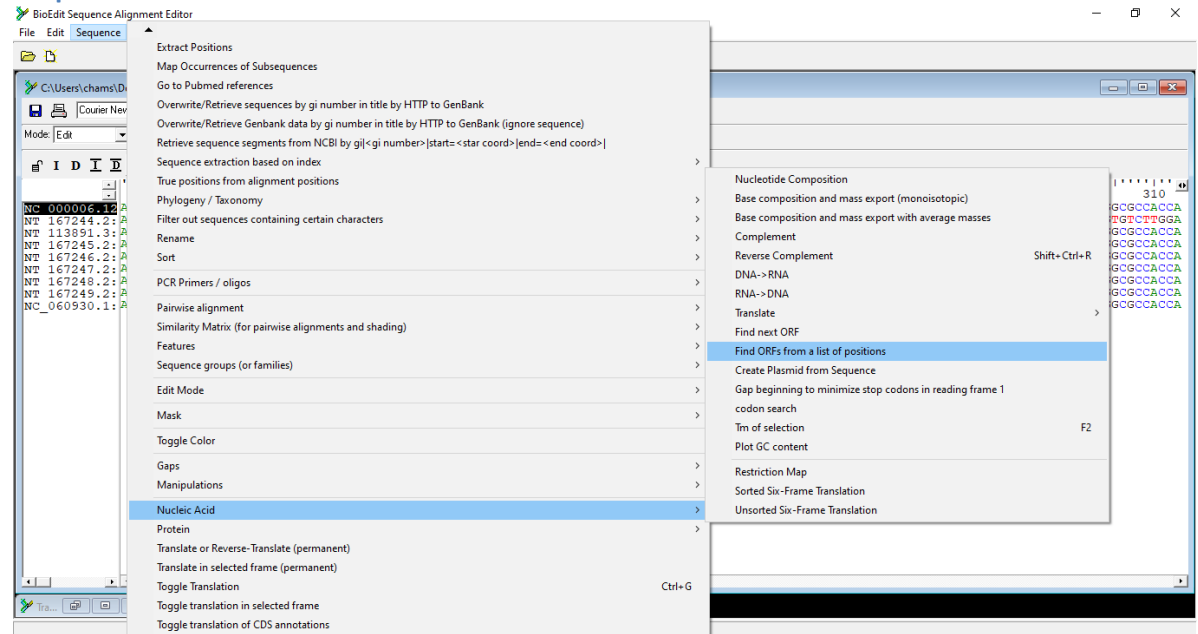 BioEdit Sequence Alignment Editor
File Edit Sequence
C:\Users\chams\D
Courier New
Mode: Edit
I D I D
NC 000006.12
NT 167244.2:
NT 113891.3:
NT 167245.2:
NT 167246.2:
NT 167247.2:
NT 167248.2:
NT 167249.2:
NC_060930.1:
Extract Positions
Map Occurrences of Subsequences
Go to Pubmed references
Overwrite/Retrieve sequences by gi number in title by HTTP to GenBank
Overwrite/Retrieve Genbank data by gi number in title by HTTP to GenBank (ignore sequence)
Retrieve sequence segments from NCBI by gi|<gi number>|start=<star coord>|end=<end coord>|
Sequence extraction based on index
True positions from alignment positions
Phylogeny / Taxonomy
Filter out sequences containing certain characters
Rename
Sort
PCR Primers / oligos
Pairwise alignment
Similarity Matrix (for pairwise alignments and shading)
Features
Sequence groups (or families)
Edit Mode
Mask
Toggle Color
Gaps
Manipulations
Nucleic Acid
Protein
Translate or Reverse-Translate (permanent)
Translate in selected frame (permanent)
Toggle Translation Ctrl+G
Toggle translation in selected frame
Toggle translation of CDS annotations
Nucleotide Composition
Base composition and mass export (monoisotopic)
Base composition and mass export with average masses
Complement
Reverse Complement Shift+Ctrl+R
DNA->RNA
RNA->DNA
Translate
Find next ORF
Find ORFs from a list of positions
Create Plasmid from Sequence
Gap beginning to minimize stop codons in reading frame 1
codon search
Tm of selection F2
Plot GC content
Restriction Map
Sorted Six-Frame Translation
Unsorted Six-Frame Translation
310
GCGCCACCA
TGTCTTGGA
GCGCCACCA
GCGCCACCA
GCGCCACCA
GCGCCACCA
GCGCCACCA
GCGCCACCA
GCGCCACCA
Tra...